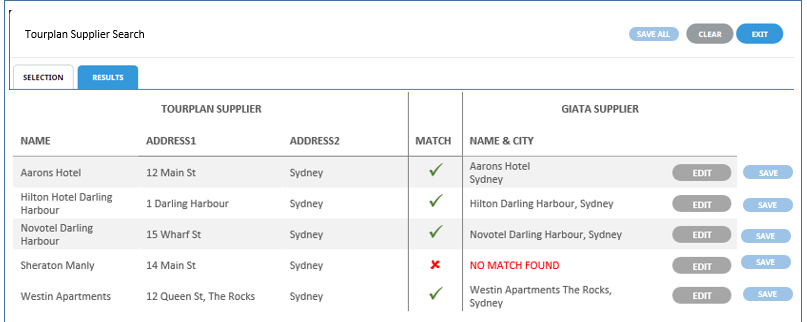 Tourplan Supplier Search
SAVE ALL CLEAR EXIT
SELECTION RESULTS
TOURPLAN SUPPLIER GIATA SUPPLIER
NAME ADDRESS1 ADDRESS2 MATCH NAME & CITY
Aarons Hotel 12 Main St Sydney Aarons Hotel
Sydney EDIT SAVE
Hilton Hotel Darling
Harbour 1 Darling Harbour Sydney Hilton Darling Harbour, Sydney EDIT SAVE
Novotel Darling
Harbour 15 Wharf St Sydney Novotel Darling Harbour, Sydney EDIT SAVE
Sheraton Manly 14 Main St Sydney NO MATCH FOUND EDIT SAVE
Westin Apartments 12 Queen St, The Rocks Sydney Westin Apartments The Rocks,
Sydney EDIT SAVE